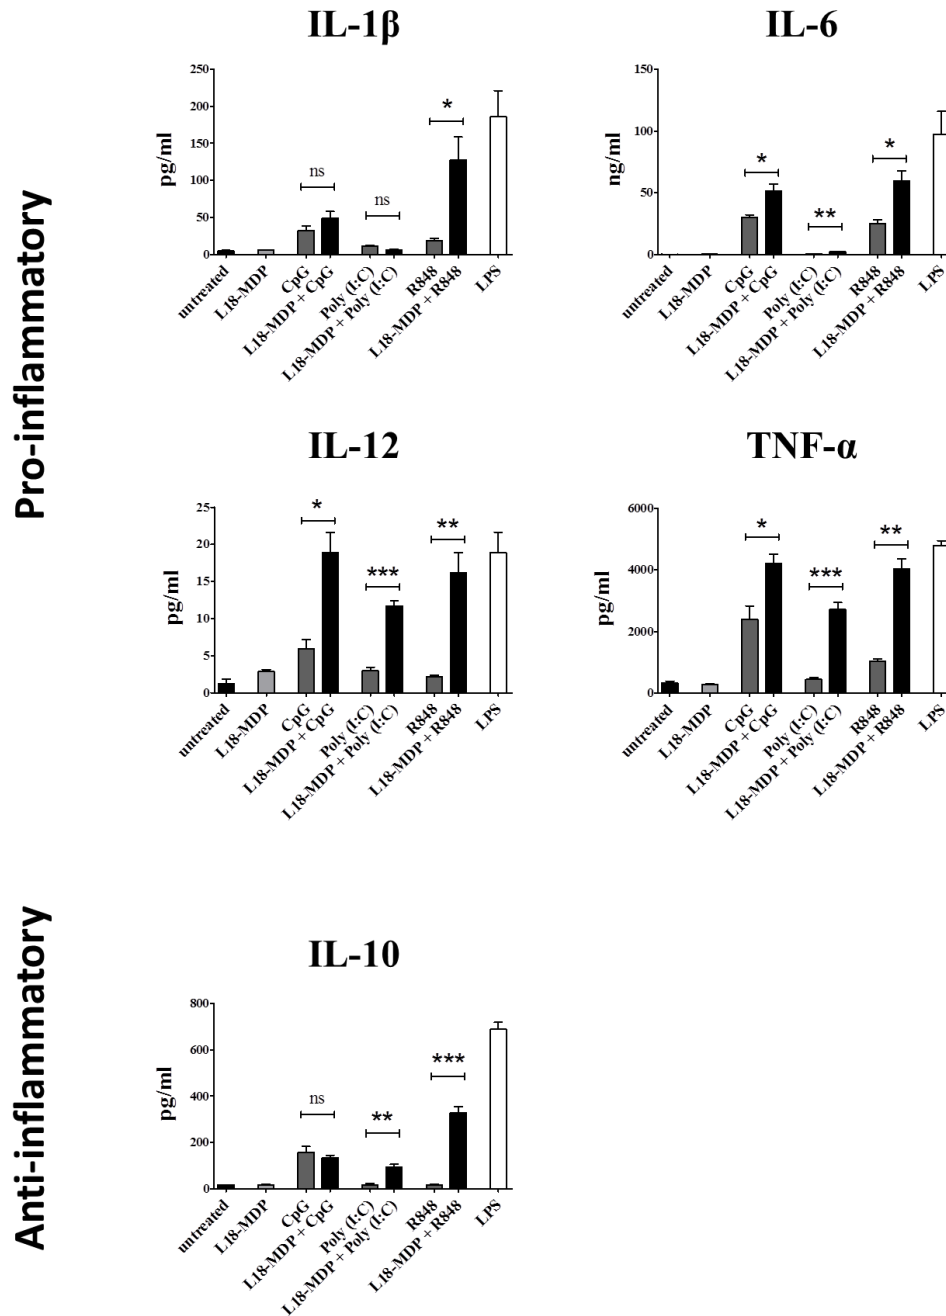 Pro-inflammatory
IL-1β
pg/ml
250
200
150
100
50
0
ns
ns
*
untreated
L18-MDP
CpG
L18-MDP + CpG
Poly (I:C)
L18-MDP + Poly (I:C)
R848
L18-MDP + R848
LPS
IL-6
ng/ml
150
100
50
0
*
**
*
untreated
L18-MDP
CpG
L18-MDP + CpG
Poly (I:C)
L18-MDP + Poly (I:C)
R848
L18-MDP + R848
LPS
IL-12
pg/ml
25
20
15
10
5
0
*
***
**
untreated
L18-MDP
CpG
L18-MDP + CpG
Poly (I:C)
L18-MDP + Poly (I:C)
R848
L18-MDP + R848
LPS
TNF-α
pg/ml
6000
4000
2000
0
*
***
**
untreated
L18-MDP
CpG
L18-MDP + CpG
Poly (I:C)
L18-MDP + Poly (I:C)
R848
L18-MDP + R848
LPS
Anti-inflammatory
IL-10
pg/ml
800
600
400
200
0
ns
**
***
untreated
L18-MDP
CpG
L18-MDP + CpG
Poly (I:C)
L18-MDP + Poly (I:C)
R848
L18-MDP + R848
LPS